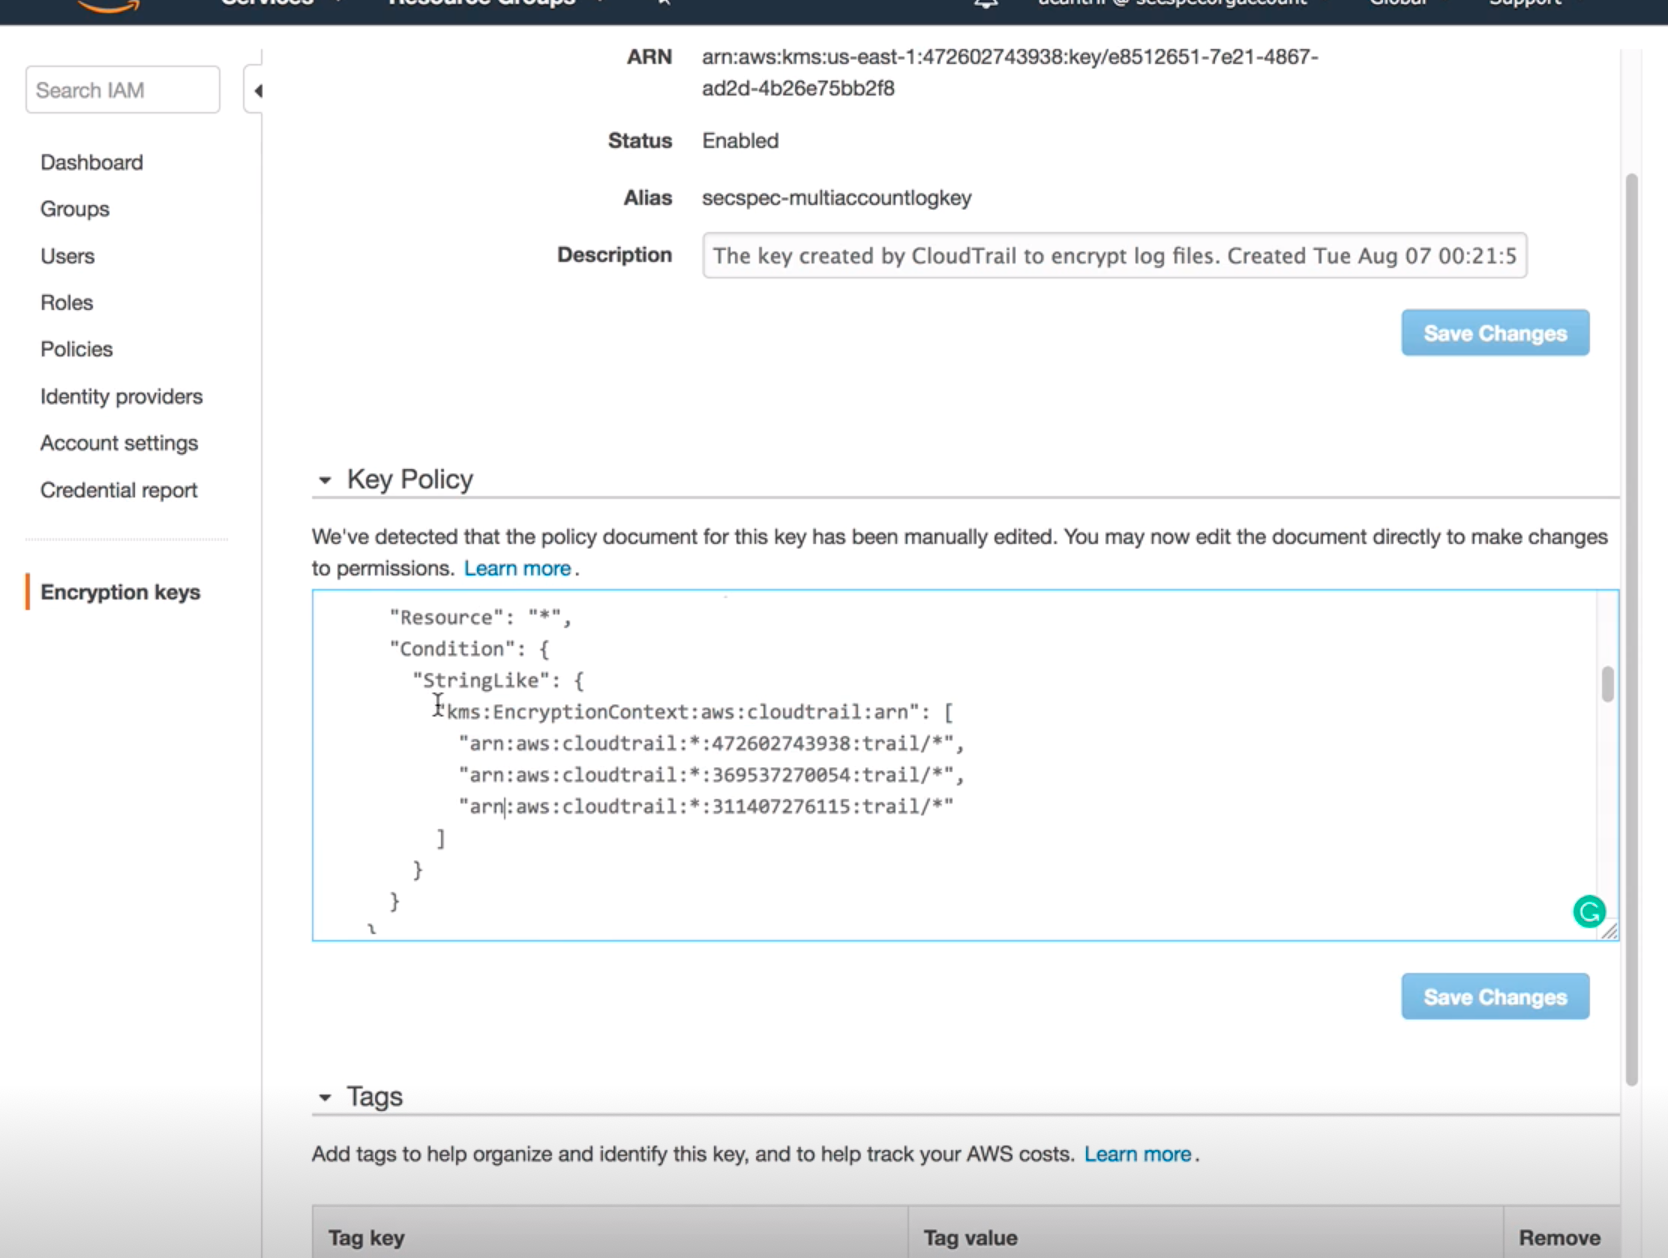 Services
Resource Groups
Global
Support
Search IAM
Dashboard
Groups
Users
Roles
Policies
Identity providers
Account settings
Credential report
Encryption keys
ARN arn:aws:kms:us-east-1:472602743938:key/e8512651-7e21-4867-
ad2d-4b26e75bb2f8
Status Enabled
Alias secspec-multiaccountlogkey
Description The key created by CloudTrail to encrypt log files. Created Tue Aug 07 00:21:5
Save Changes
Key Policy
We've detected that the policy document for this key has been manually edited. You may now edit the document directly to make changes
to permissions. Learn more.
"Resource": "*",
"Condition": {
"StringLike": {
"kms:EncryptionContext:aws:cloudtrail:arn": [
"arn:aws:cloudtrail:*:472602743938:trail/*",
"arn:aws:cloudtrail:*:369537270054:trail/*",
"arn:aws:cloudtrail:*:311407276115:trail/*"
]
}
}
Save Changes
Tags
Add tags to help organize and identify this key, and to help track your AWS costs. Learn more.
Tag key Tag value Remove